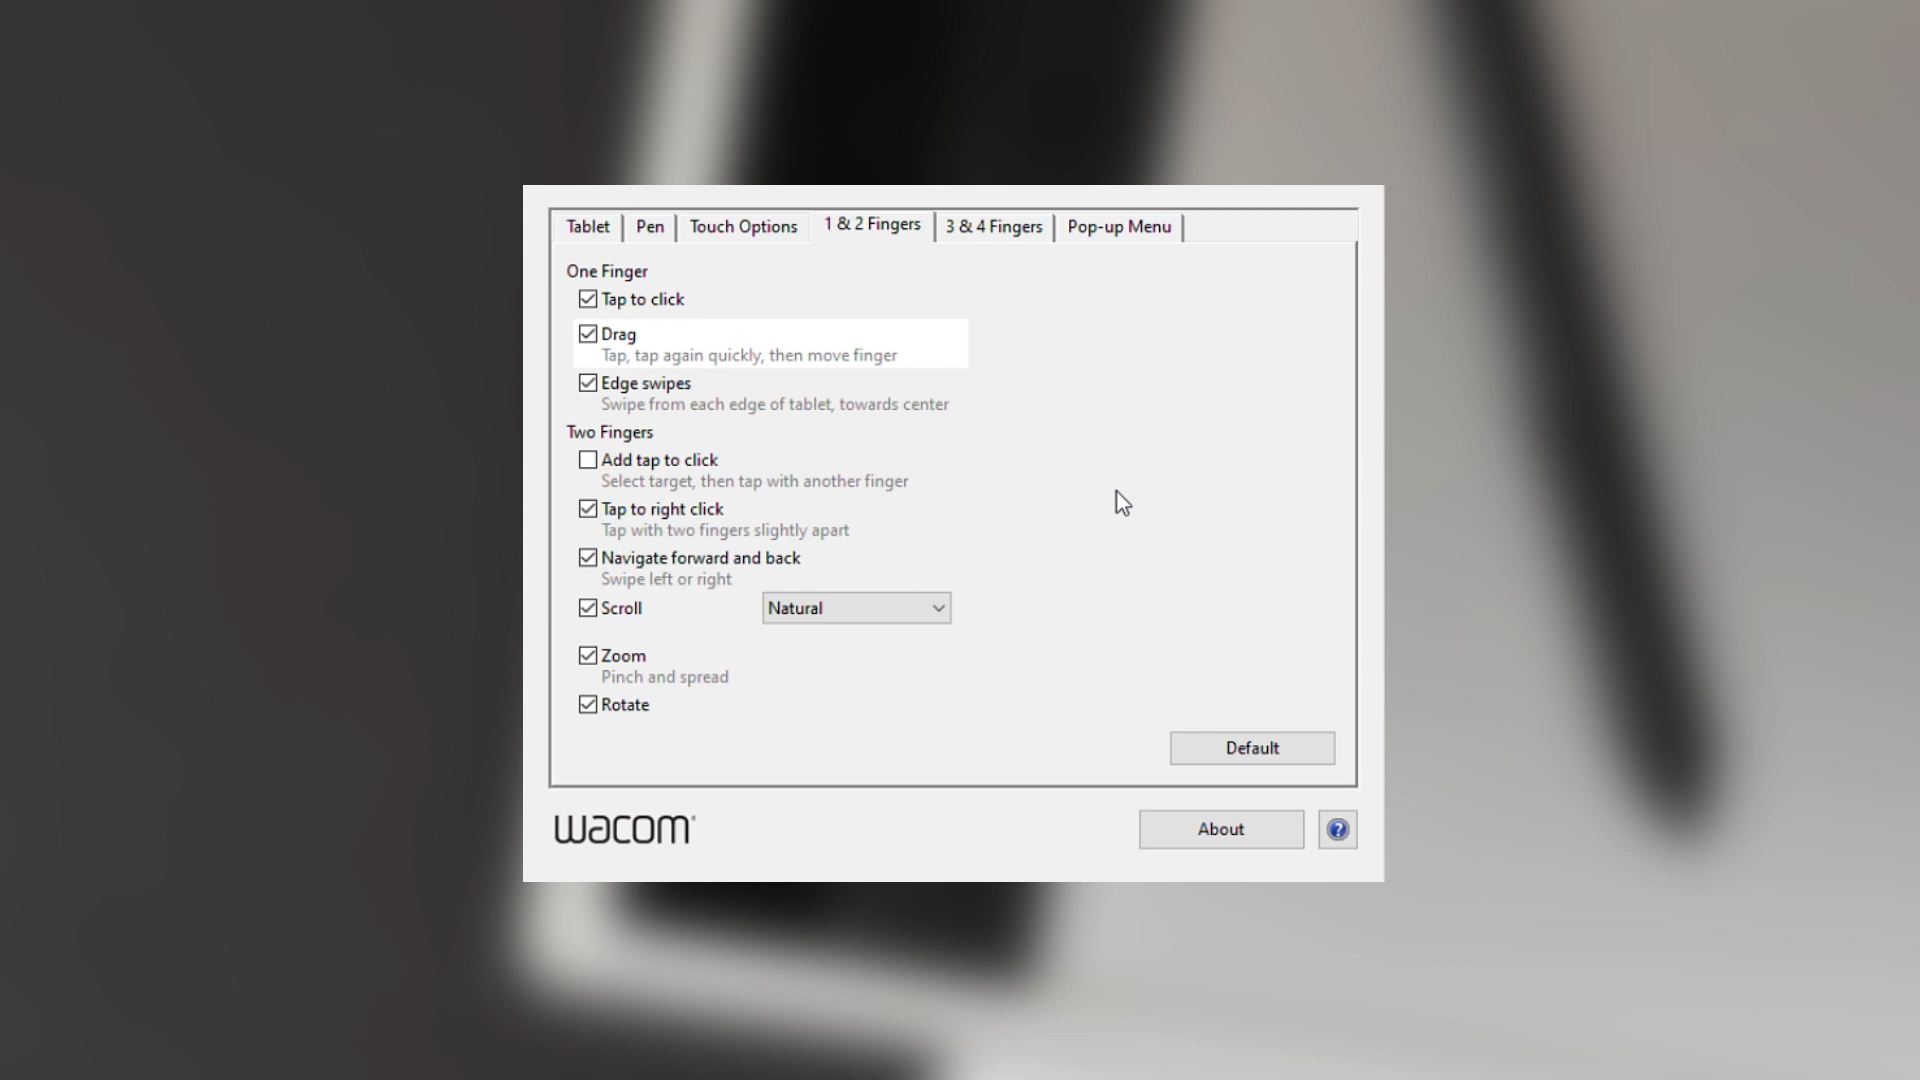 Tablet Pen Touch Options 1 & 2 Fingers 3 & 4 Fingers Pop-up Menu
One Finger
Tap to click
Drag
Tap, tap again quickly, then move finger
Edge swipes
Swipe from each edge of tablet, towards center
Two Fingers
Add tap to click
Select target, then tap with another finger
Tap to right click
Tap with two fingers slightly apart
Navigate forward and back
Swipe left or right
Scroll Natural
Zoom
Pinch and spread
Rotate
Default
wacom
About ?